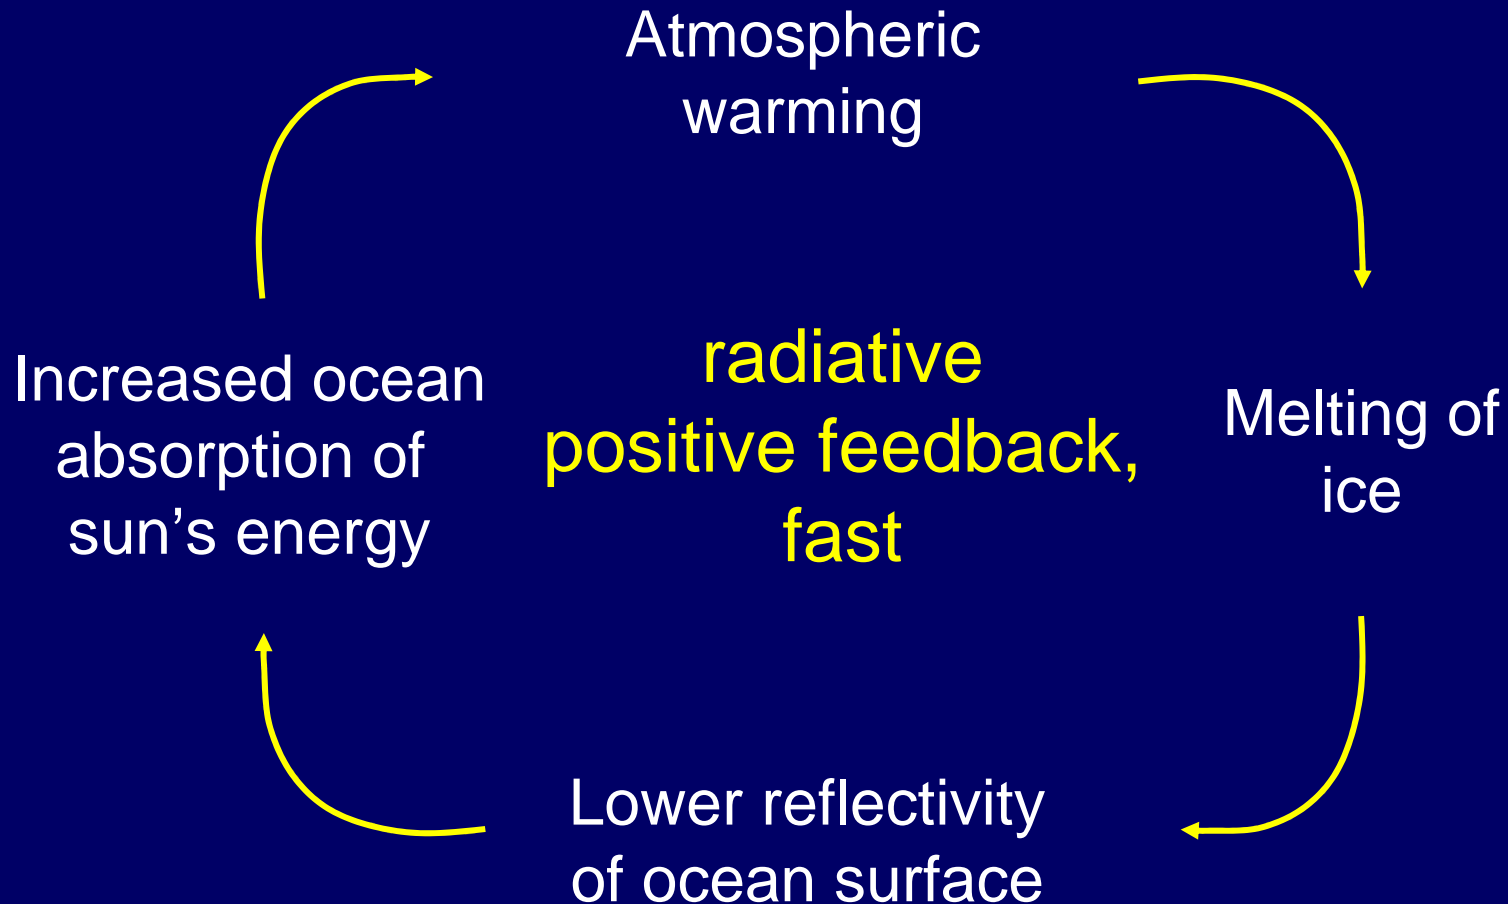 Atmospheric
warming
Increased ocean
absorption of
sun’s energy
radiative
positive feedback,
fast
Melting of
ice
Lower reflectivity
of ocean surface